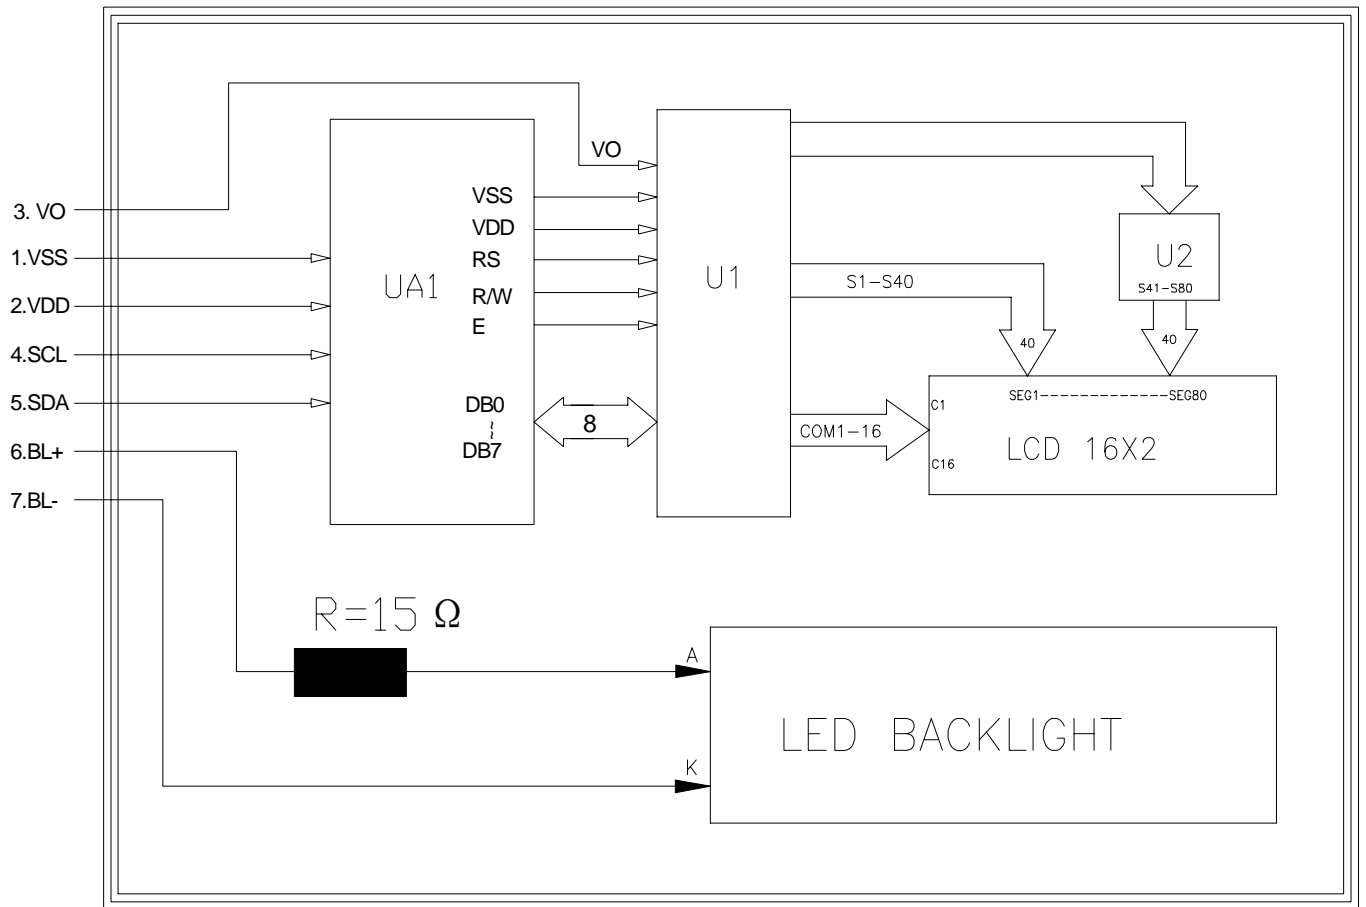 VO
3. VO
VSS
VDD
1.VSS
RS
UA1
U1
U2
S1-S40
S41-S80
R/W
2.VDD
E
40
40
4.SCL
SEG1-------------SEG80
5.SDA
DB0
~
DB7
8
C1
COM1-16
LCD 16X2
C16
6.BL+
7.BL-
R=15 Ω
A
LED BACKLIGHT
K